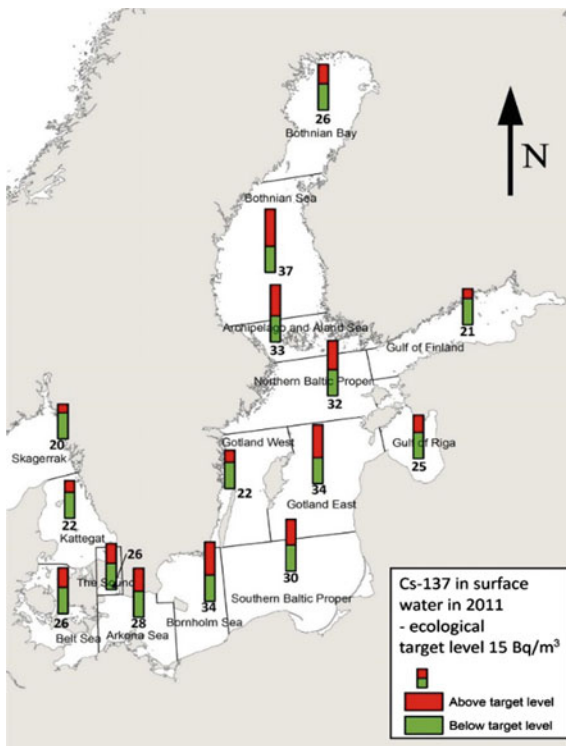 26
Bothnian Bay
N
Bothnian Sea
37
Archipelago and Åland Sea
33
21
Gulf of Finland
Northern Baltic Proper
32
20
Skagerrak
Gotland West
Gulf of Riga
25
22
34
Gotland East
22
Kattegat
26
The Sound
30
Southern Baltic Proper
34
Bornholm Sea
28
Arkona Sea
26
Belt Sea
Cs-137 in surface
water in 2011
- ecological
target level 15 Bq/m³
Above target level
Below target level